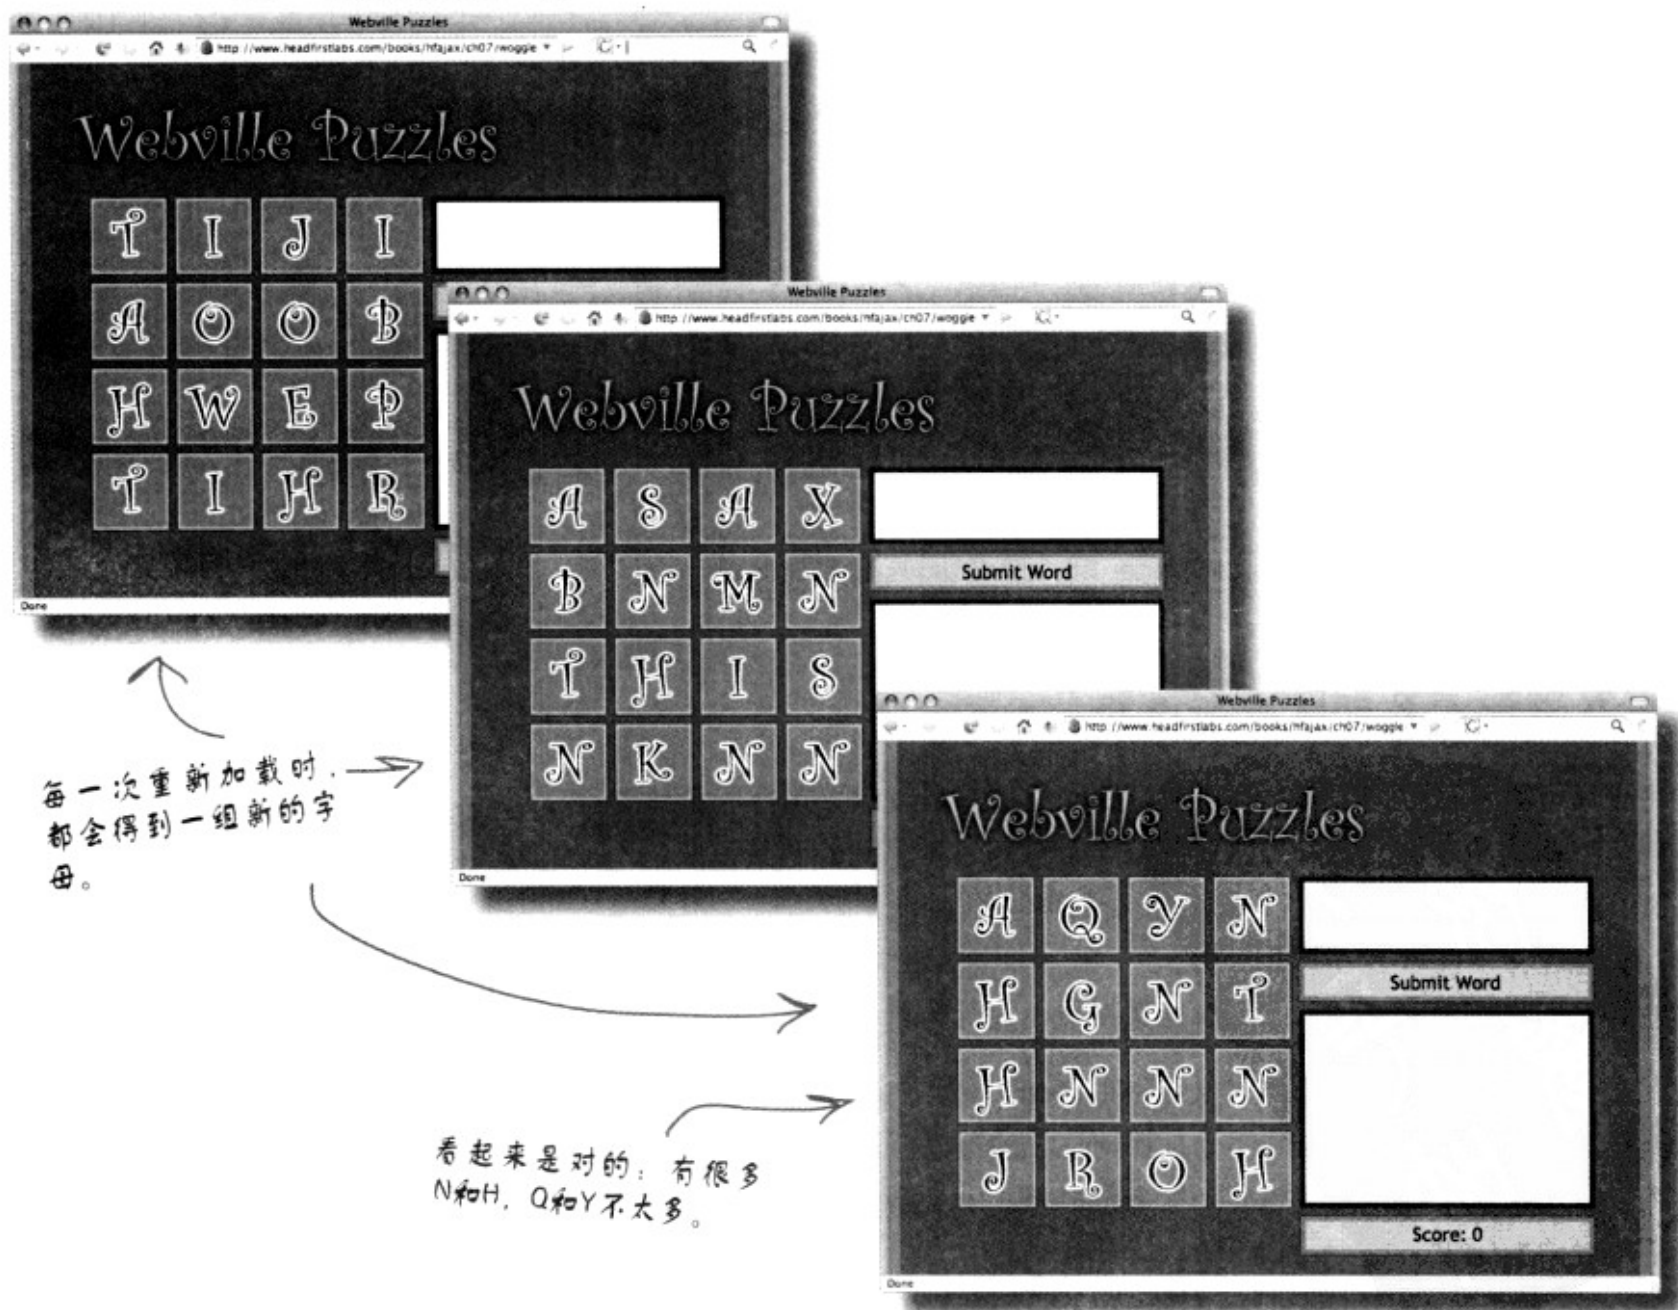 Webville Puzzles
http://www.headfirstlabs.com/books/hfajax/ch07/woggle
Webville Puzzles
T I J I
A O O B
H W E P
T I H R
Done
Webville Puzzles
http://www.headfirstlabs.com/books/hfajax/ch07/woggle
Webville Puzzles
A S A X
B N M N
Submit Word
T H I S
N K N N
Done
每一次重新加载时，
都会得到一组新的字
母。
Webville Puzzles
http://www.headfirstlabs.com/books/hfajax/ch07/woggle
Webville Puzzles
A Q Y N
H G N T
Submit Word
H N N N
J R O H
Score: 0
Done
看起来是对的：有很多
N和H，Q和Y不太多。